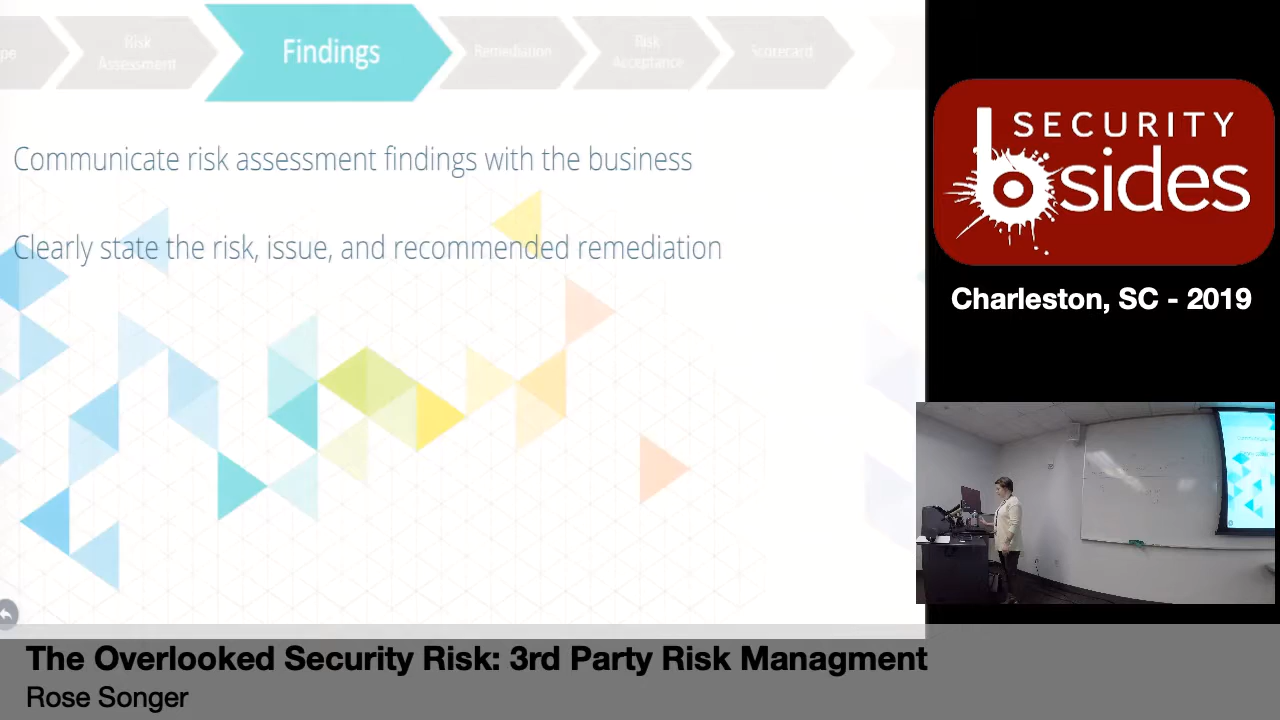 pe
Risk
Assessment
Findings
Remediation
Risk
Acceptance
Scorecard
Communicate risk assessment findings with the business
Clearly state the risk, issue, and recommended remediation
SECURITY
bsides
Charleston, SC - 2019
The Overlooked Security Risk: 3rd Party Risk Managment
Rose Songer